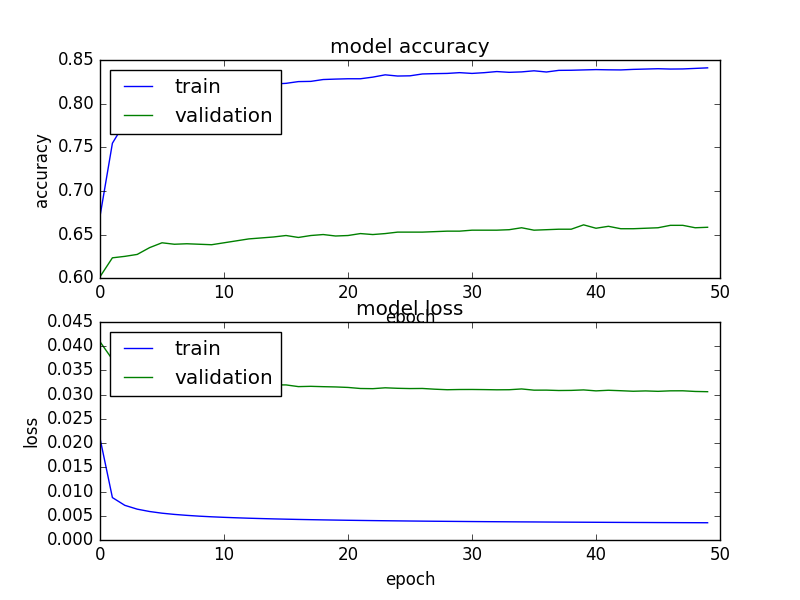 model accuracy
0.85
0.80
0.75
0.70
0.65
0.60
accuracy
train
validation
0 10 20 30 40 50
epoch
model loss
0.045
0.040
0.035
0.030
0.025
0.020
0.015
0.010
0.005
0.000
loss
train
validation
0 10 20 30 40 50
epoch